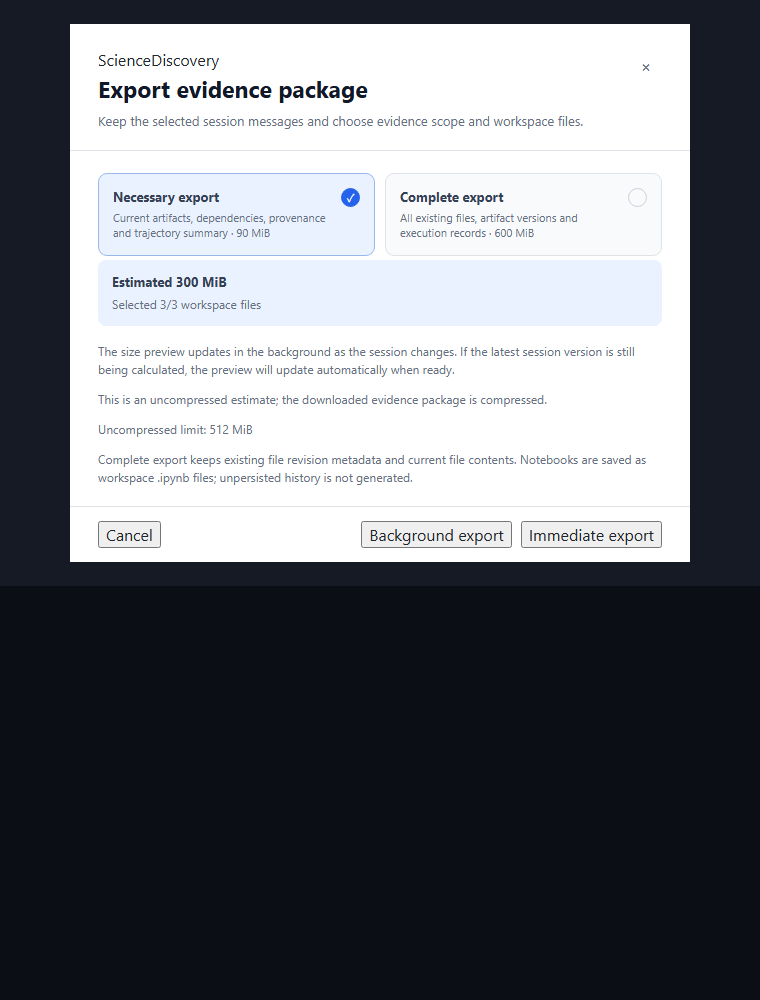 ScienceDiscovery
×
Export evidence package
Keep the selected session messages and choose evidence scope and workspace files.
Necessary export
Current artifacts, dependencies, provenance
and trajectory summary · 90 MiB
Complete export
All existing files, artifact versions and
execution records · 600 MiB
Estimated 300 MiB
Selected 3/3 workspace files
The size preview updates in the background as the session changes. If the latest session version is still
being calculated, the preview will update automatically when ready.
This is an uncompressed estimate; the downloaded evidence package is compressed.
Uncompressed limit: 512 MiB
Complete export keeps existing file revision metadata and current file contents. Notebooks are saved as
workspace .ipynb files; unpersisted history is not generated.
Cancel
Background export
Immediate export